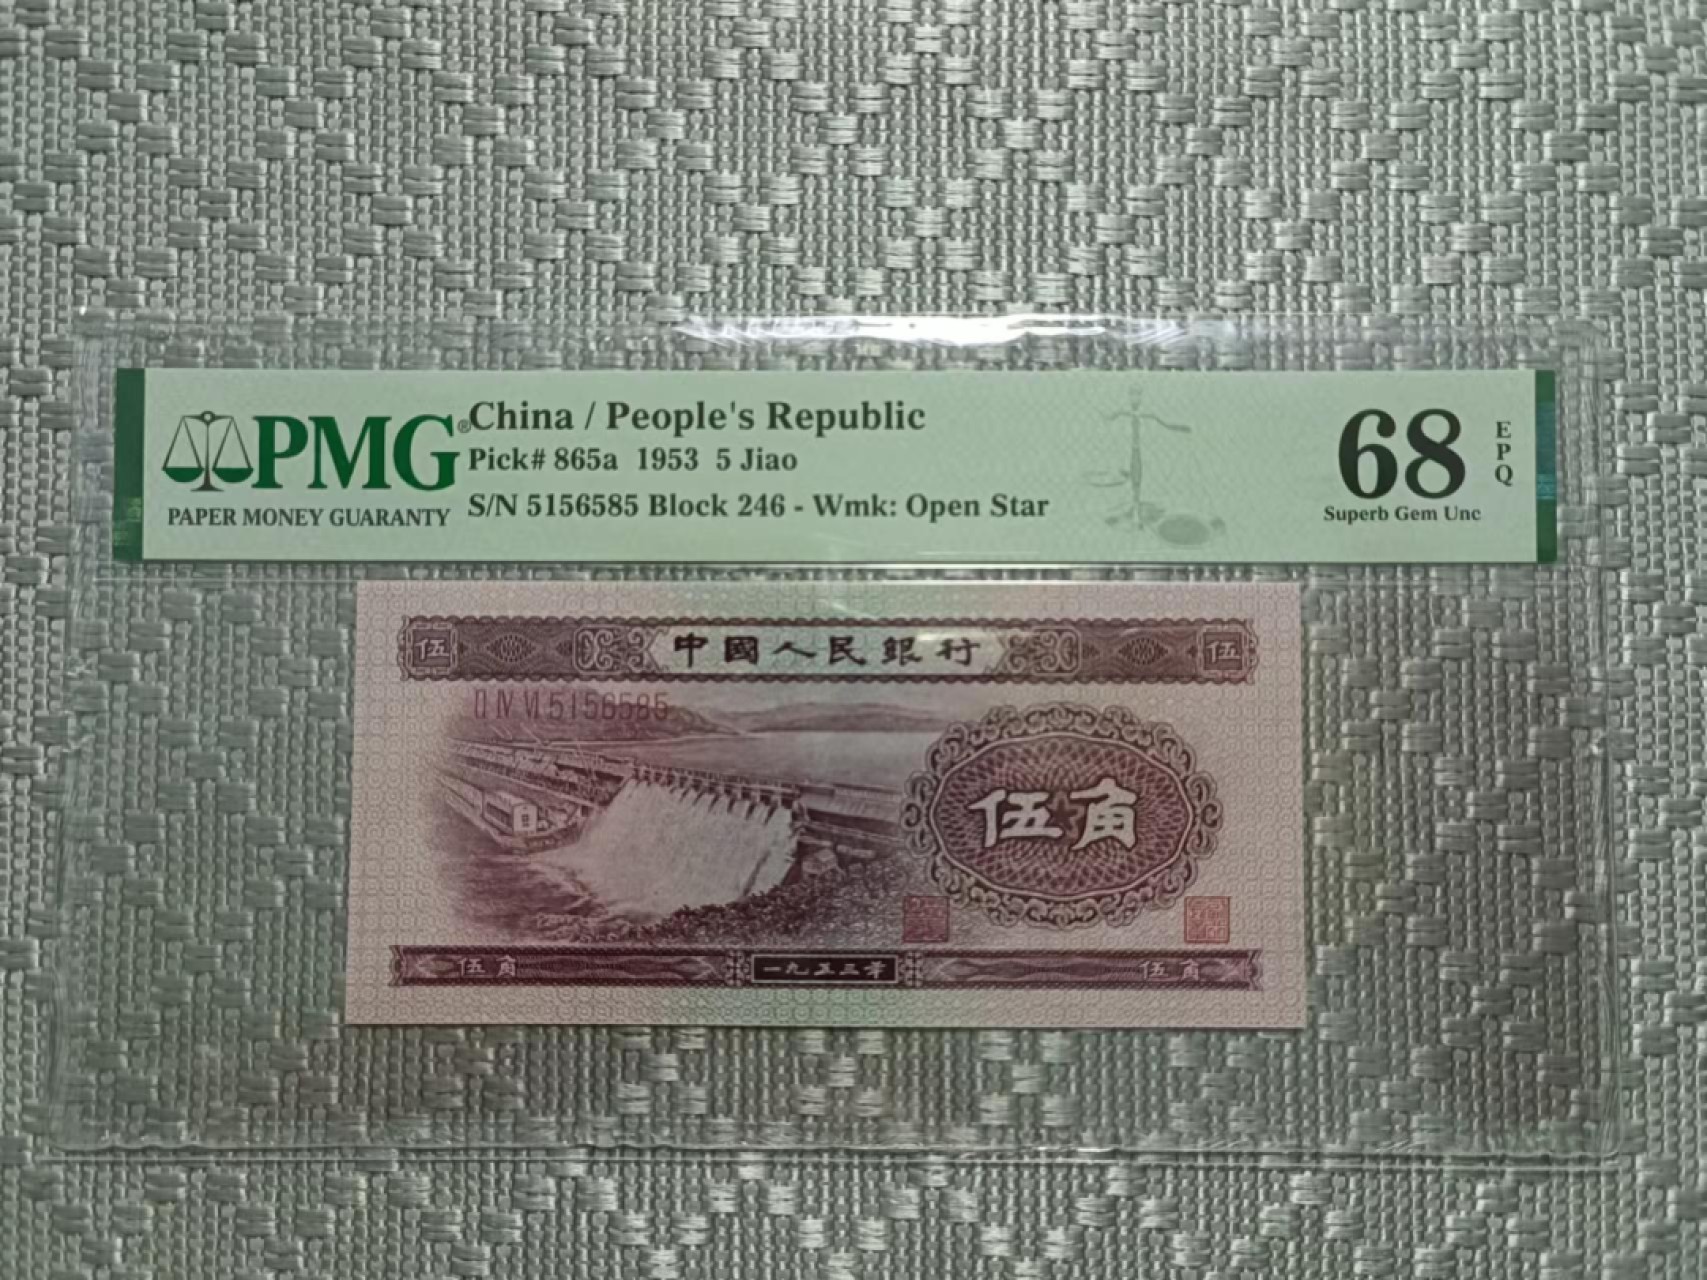 PMG®
PAPER MONEY GUARANTY
China / People's Republic
Pick# 865a 1953 5 Jiao
S/N 5156585 Block 246 - Wmk: Open Star
68
EPQ
Superb Gem Unc
伍 中國人民銀行 伍
II IV VI 5156585
伍角
伍角 一九五三年 伍角